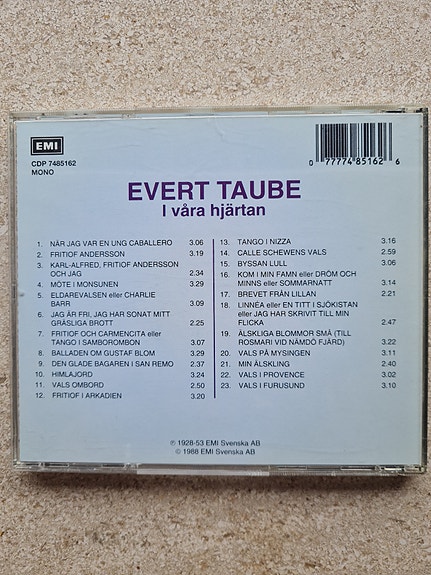 EMI
CDP 7485162
MONO
0 77774 85162 6
EVERT TAUBE
I våra hjärtan
1. NÄR JAG VAR EN UNG CABALLERO 3.06
2. FRITIOF ANDERSSON 3.19
3. KARL-ALFRED, FRITIOF ANDERSSON
OCH JAG 2.34
4. MÖTE I MONSUNEN 3.29
5. ELDAREVALSEN eller CHARLIE
BARR 3.09
6. JAG ÄR FRI, JAG HAR SONAT MITT
GRÄSLIGA BROTT 2.25
7. FRITIOF OCH CARMENCITA eller
TANGO I SAMBOROMBON 3.07
8. BALLADEN OM GUSTAF BLOM 3.29
9. DEN GLADE BAGAREN I SAN REMO 2.37
10. HIMLAJORD 3.24
11. VALS OMBORD 2.50
12. FRITIOF I ARKADIEN 3.20
13. TANGO I NIZZA 3.16
14. CALLE SCHEWENS VALS 2.59
15. BYSSAN LULL 3.06
16. KOM I MIN FAMN eller DRÖM OCH
MINNS eller SOMMARNATT 3.14
17. BREVET FRÅN LILLAN 2.21
18. LINNÉA eller EN TITT I SJÖKISTAN
eller JAG HAR SKRIVIT TILL MIN
FLICKA 2.47
19. ÄLSKLIGA BLOMMOR SMÅ (TILL
ROSMARI VID NÄMDÖ FJÄRD) 3.22
20. VALS PÅ MYSINGEN 3.11
21. MIN ÄLSKLING 2.40
22. VALS I PROVENCE 3.02
23. VALS I FURUSUND 3.10
℗ 1928-53 EMI Svenska AB
© 1988 EMI Svenska AB